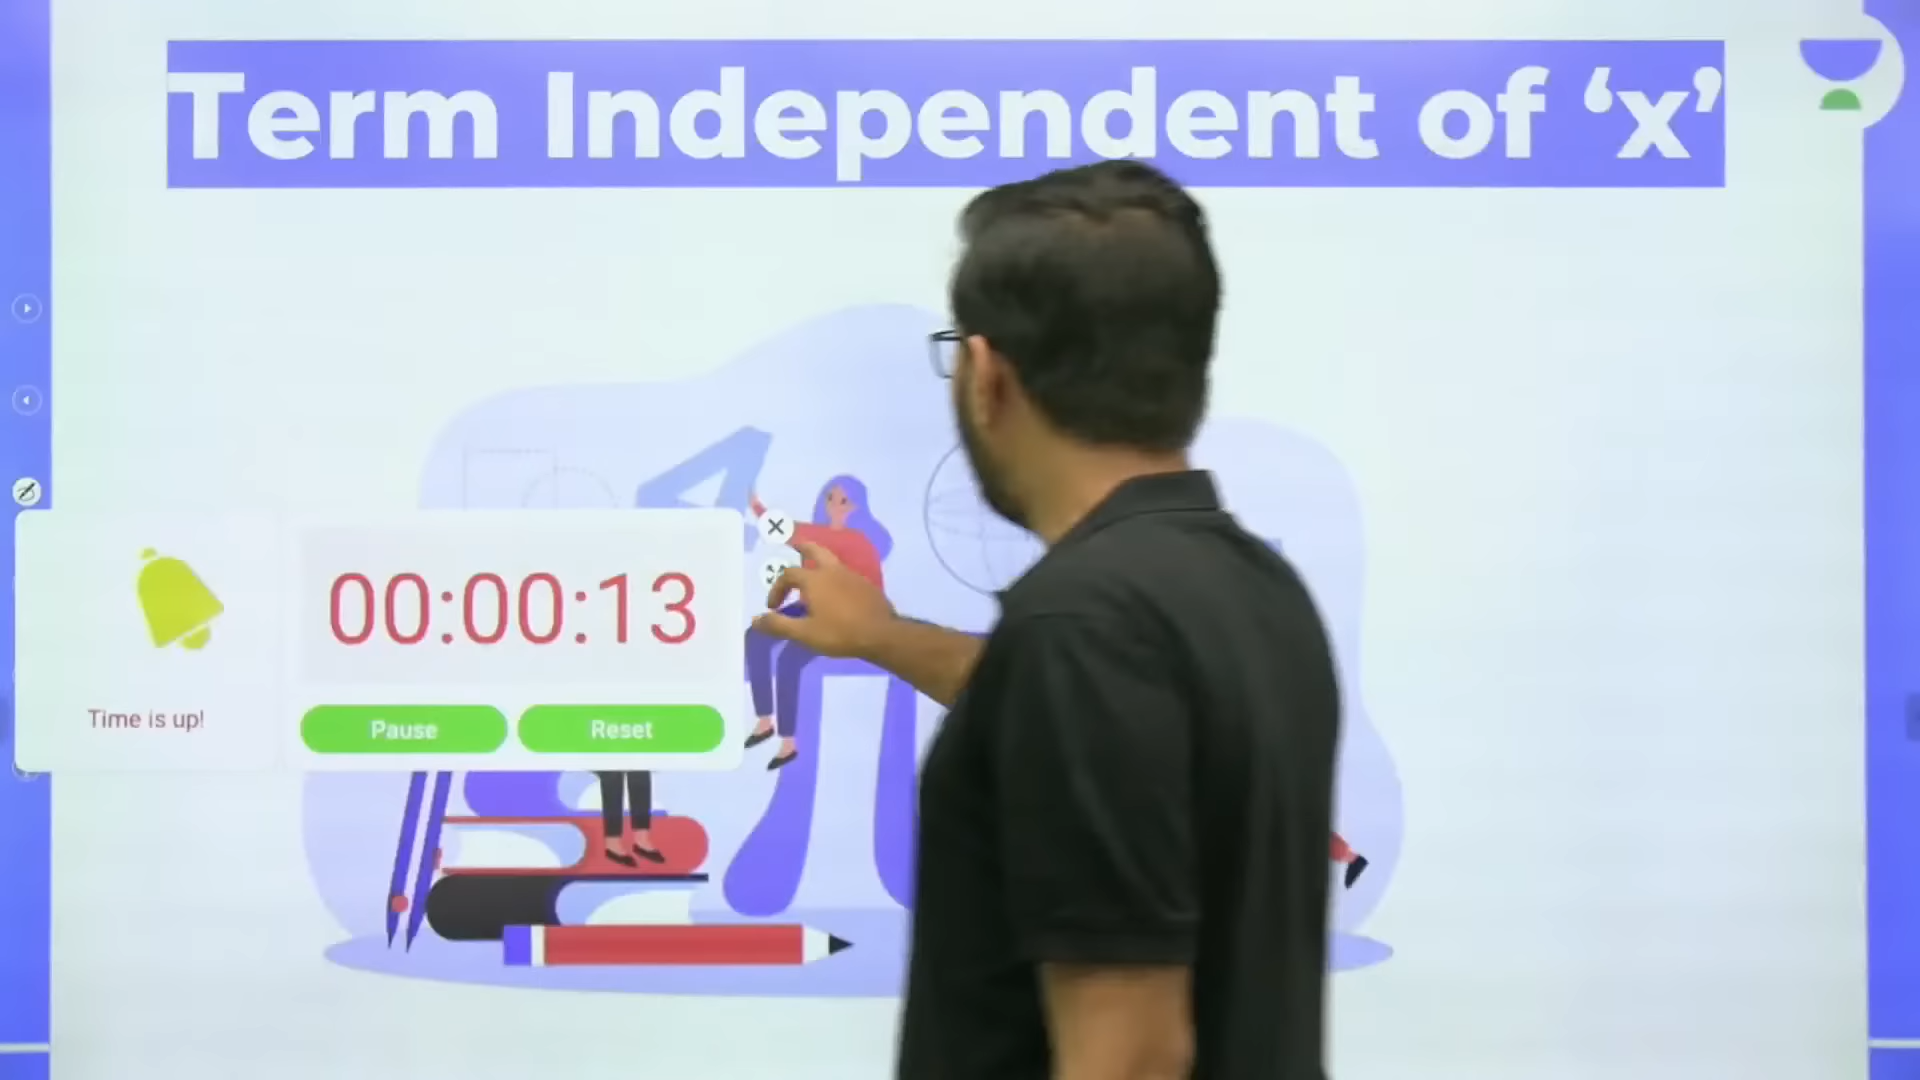 Term Independent of ‘x’
00:00:13
Time is up!
Pause
Reset